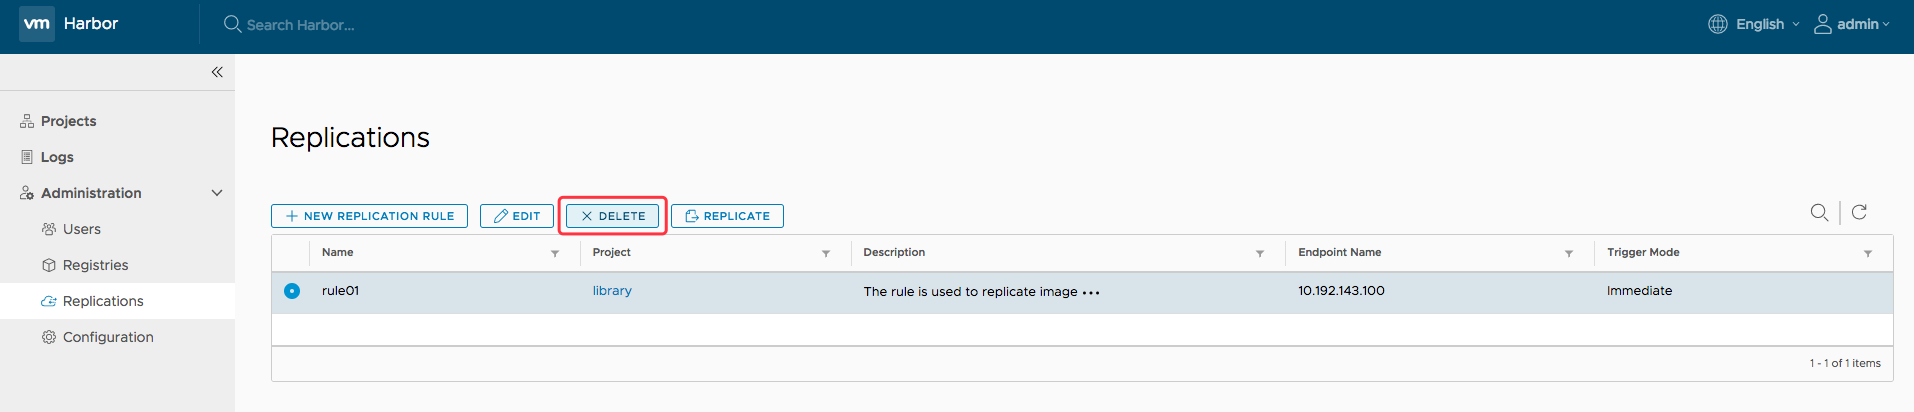 vm Harbor Search Harbor... English admin
Projects
Logs
Administration
Users
Registries
Replications
Configuration
Replications
NEW REPLICATION RULE EDIT DELETE REPLICATE
Name Project Description Endpoint Name Trigger Mode
rule01 library The rule is used to replicate image ••• 10.192.143.100 Immediate
1 - 1 of 1 items